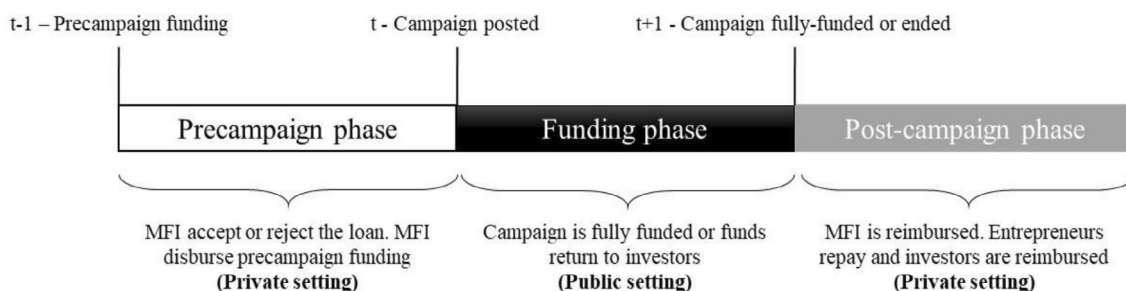 t-1 – Precampaign funding
t - Campaign posted
t+1 - Campaign fully-funded or ended
Precampaign phase
Funding phase
Post-campaign phase
MFI accept or reject the loan. MFI
disburse precampaign funding
(Private setting)
Campaign is fully funded or funds
return to investors
(Public setting)
MFI is reimbursed. Entrepreneurs
repay and investors are reimbursed
(Private setting)